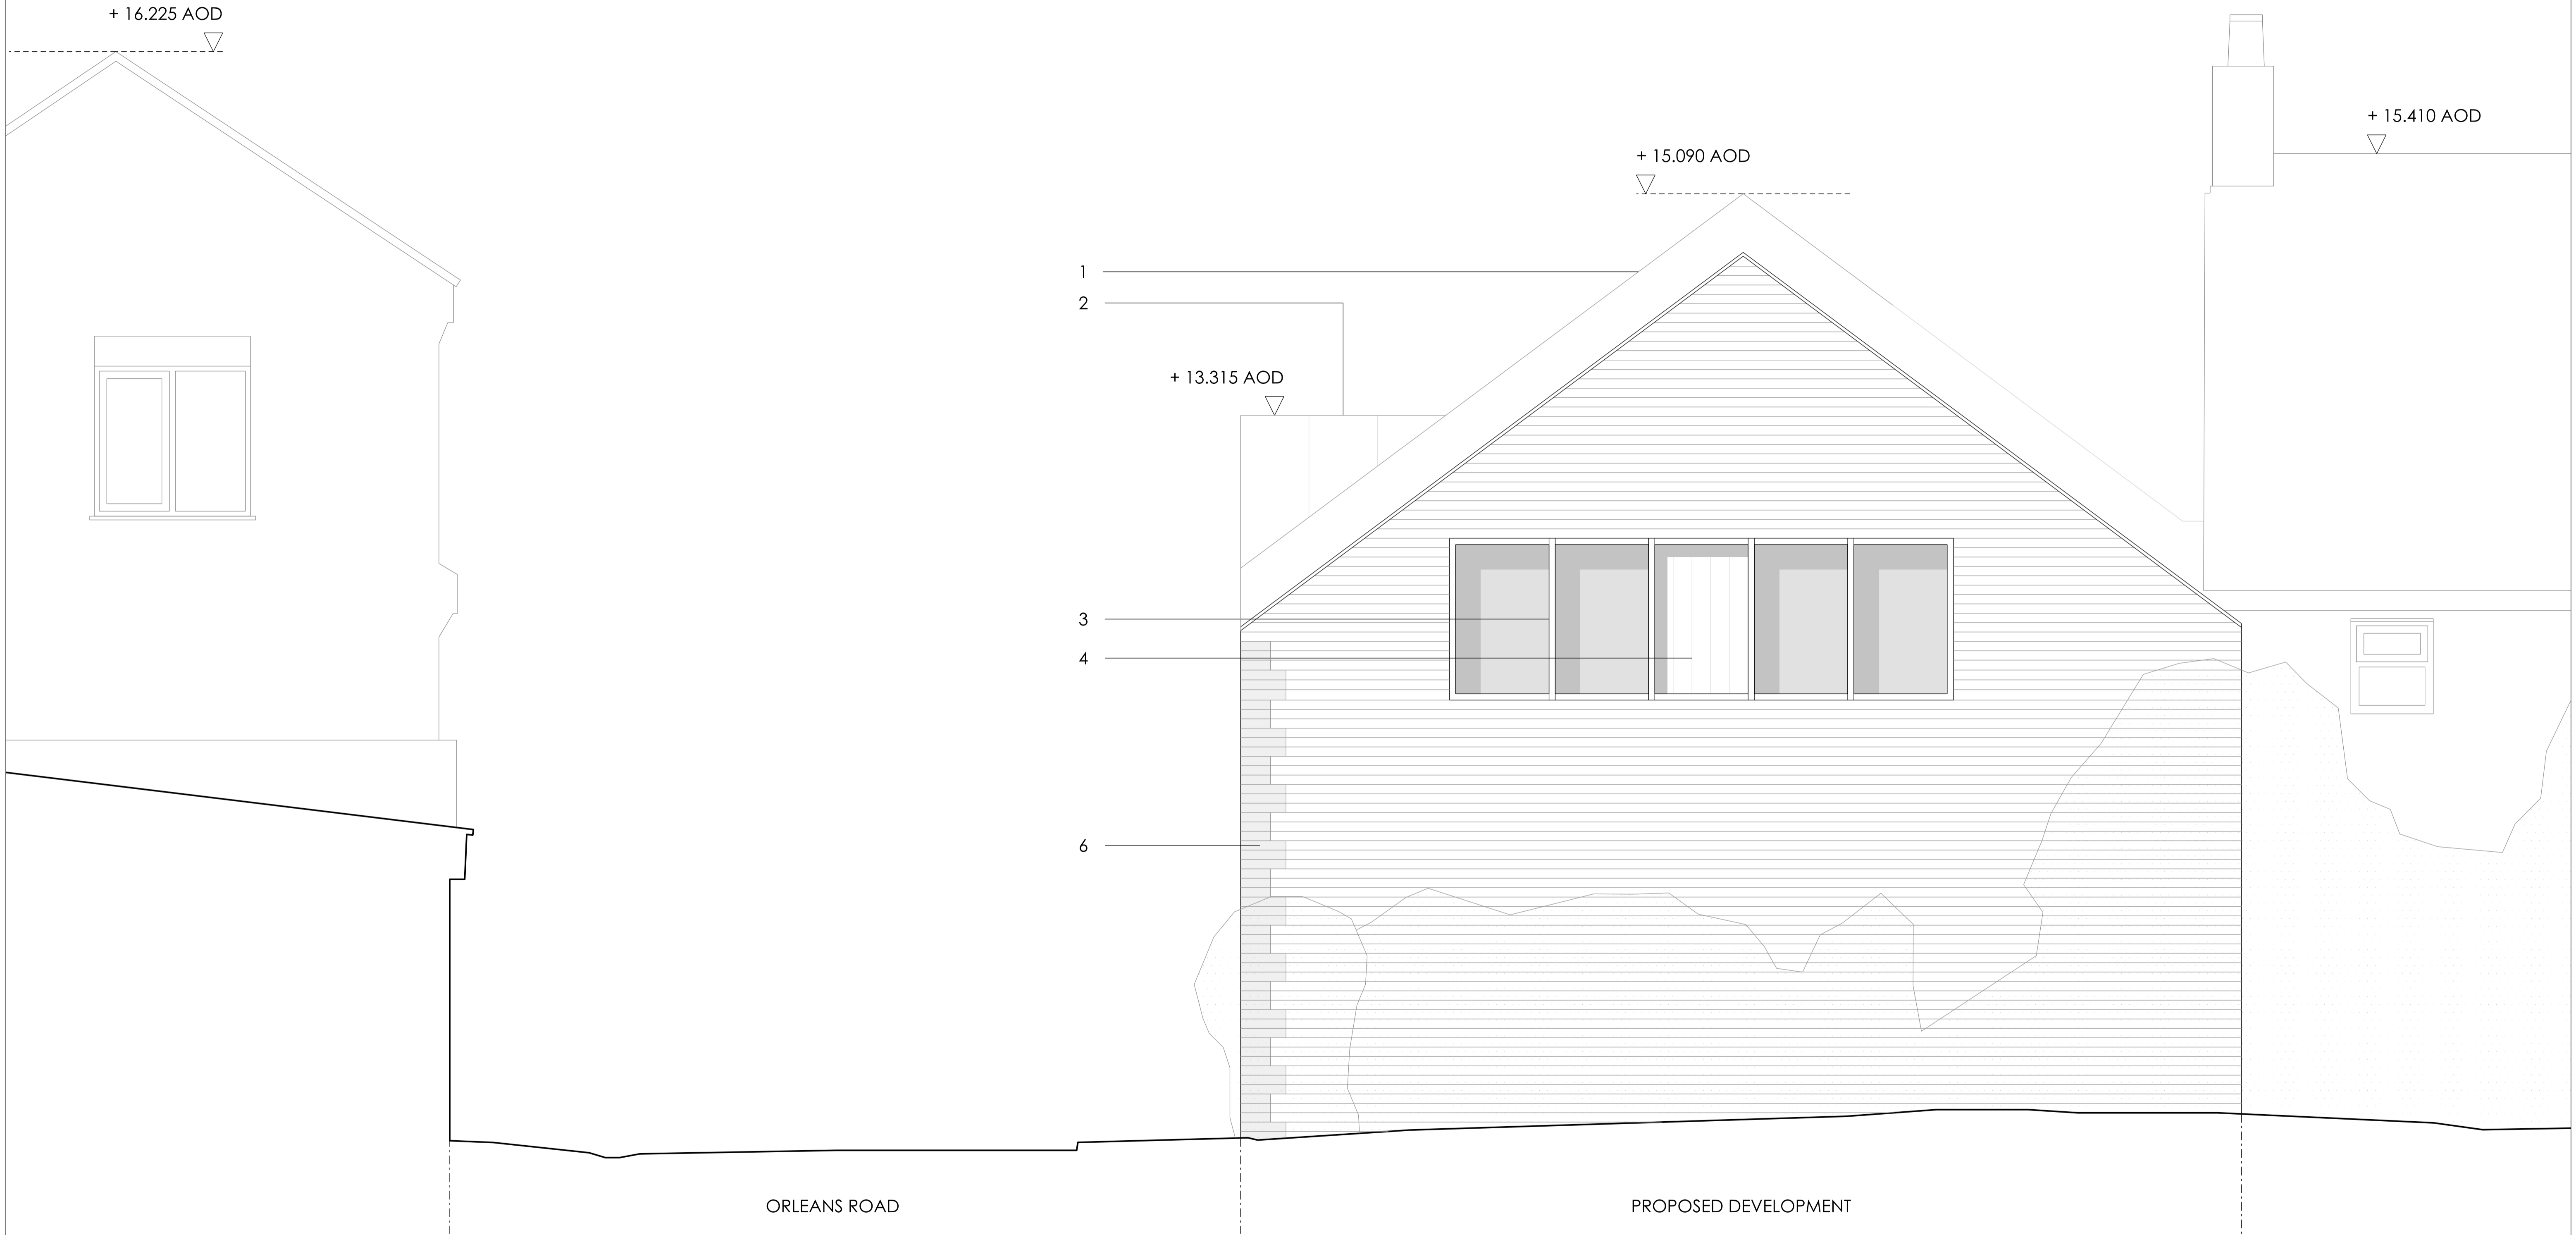 + 16.225 AOD
+ 15.410 AOD
+ 15.090 AOD
1
2
+ 13.315 AOD
3
4
6
ORLEANS ROAD
PROPOSED DEVELOPMENT